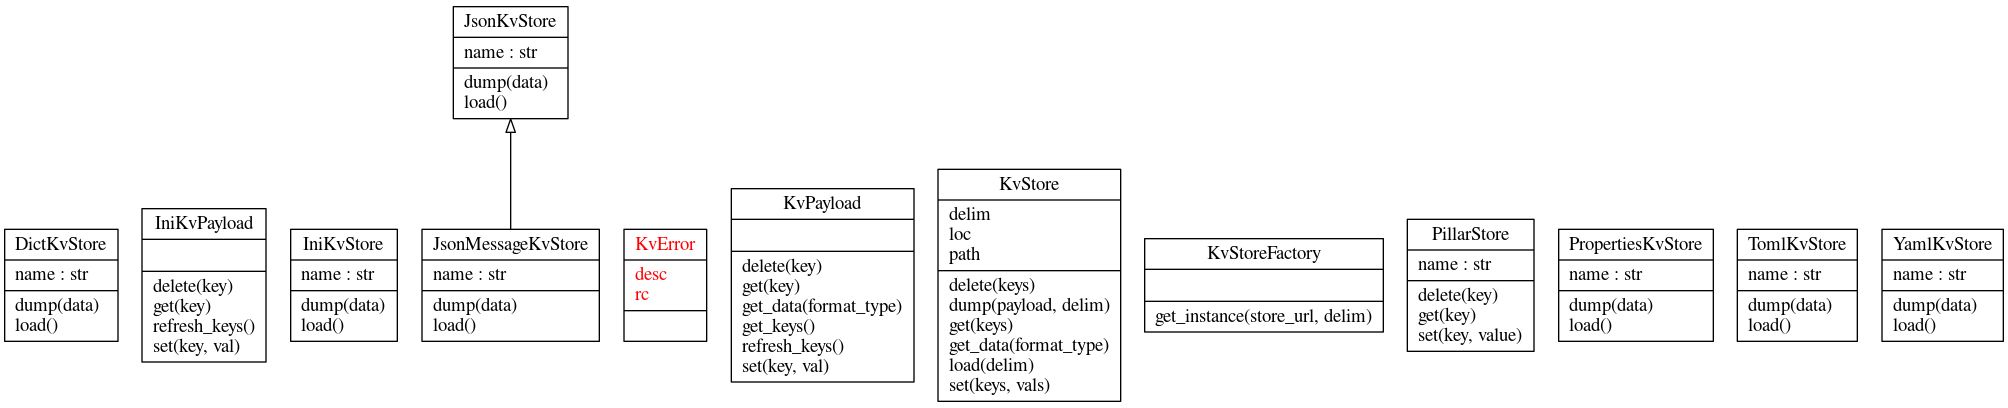 JsonKvStore
name : str
dump(data)
load()
DictKvStore
name : str
dump(data)
load()
IniKvPayload
delete(key)
get(key)
refresh_keys()
set(key, val)
IniKvStore
name : str
dump(data)
load()
JsonMessageKvStore
name : str
dump(data)
load()
KvError
desc
rc
KvPayload
delete(key)
get(key)
get_data(format_type)
get_keys()
refresh_keys()
set(key, val)
KvStore
delim
loc
path
delete(keys)
dump(payload, delim)
get(keys)
get_data(format_type)
load(delim)
set(keys, vals)
KvStoreFactory
get_instance(store_url, delim)
PillarStore
name : str
delete(key)
get(key)
set(key, value)
PropertiesKvStore
name : str
dump(data)
load()
TomlKvStore
name : str
dump(data)
load()
YamlKvStore
name : str
dump(data)
load()